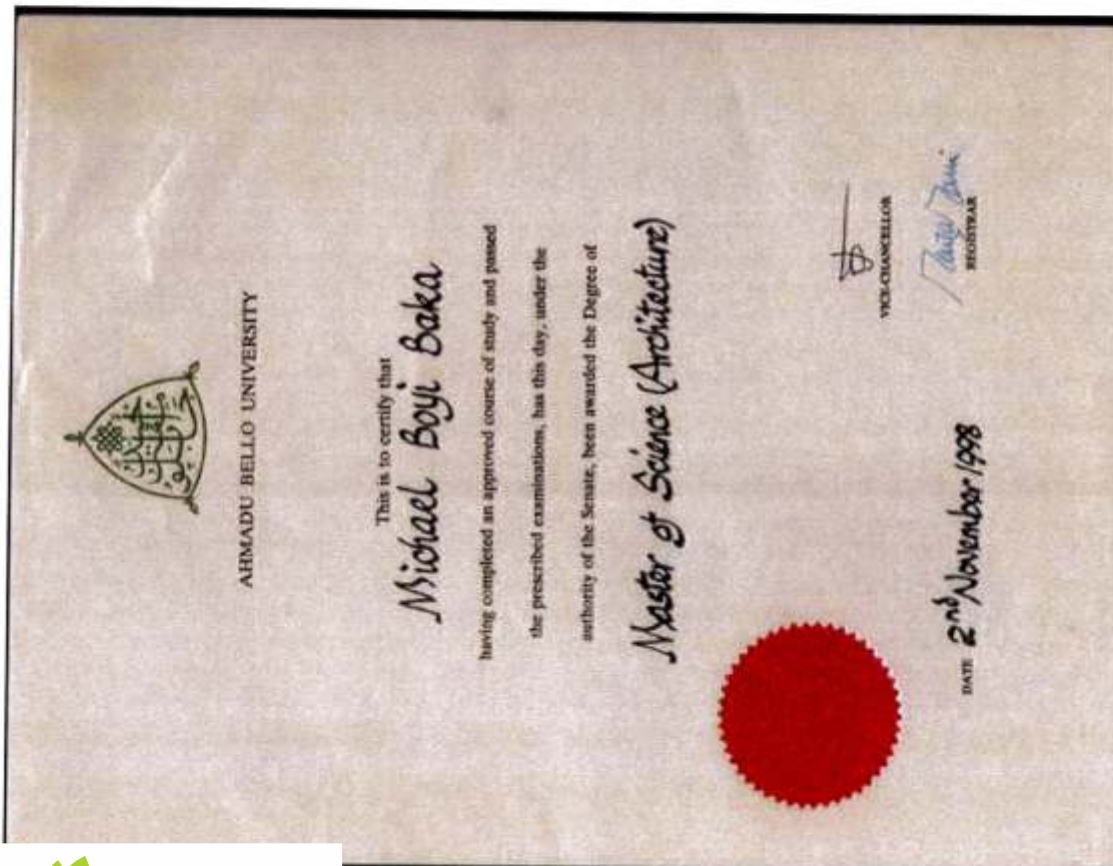 AHMADU BELLO UNIVERSITY
This is to certify that
Michael Boyi Baka
having completed an approved course of study and passed
the prescribed examinations, has this day, under the
authority of the Senate, been awarded the Degree of
Master of Science (Architecture)
VICE-CHANCELLOR
REGISTRAR
DATE 2nd November 1998